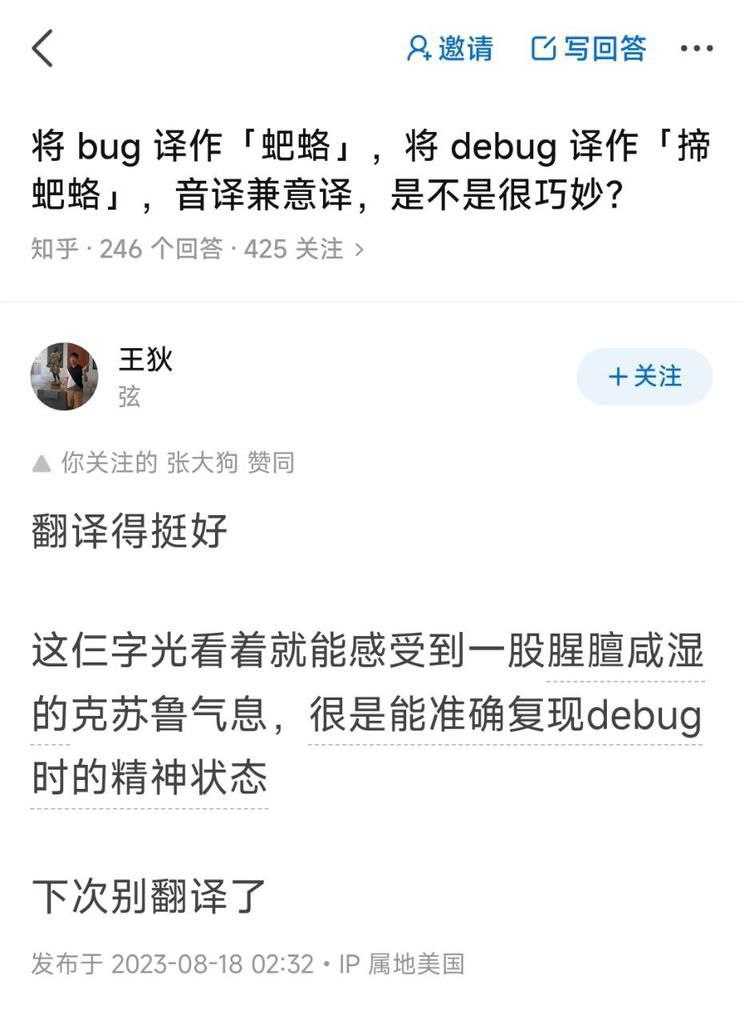 邀请 写回答
将 bug 译作「蚆蛒」，将 debug 译作「揥
蚆蛒」，音译兼意译，是不是很巧妙？
知乎 · 246 个回答 · 425 关注 >
王狄
弦
+ 关注
你关注的 张大狗 赞同
翻译得挺好
这仨字光看着就能感受到一股腥膻咸湿
的克苏鲁气息，很是能准确复现debug
时的精神状态
下次别翻译了
发布于 2023-08-18 02:32 · IP 属地美国